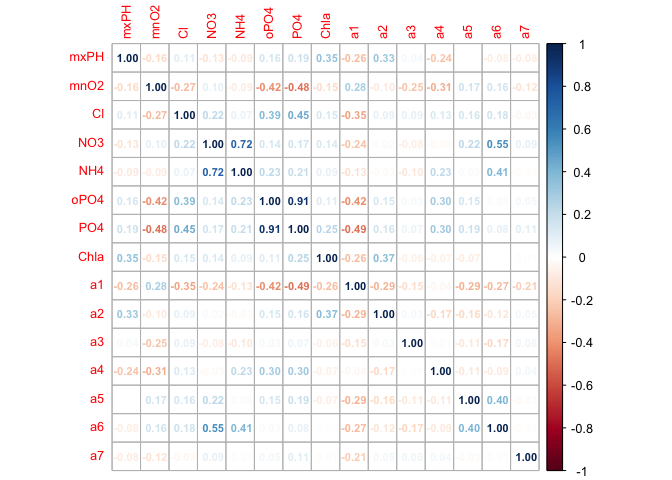 mxPH mnO2 Cl NO3 NH4 oPO4 PO4 Chla a1 a2 a3 a4 a5 a6 a7
mxPH 1.00 -0.16 0.11 -0.13 -0.09 0.16 0.19 0.35 -0.26 0.33 -0.24 -0.08 -0.08
mnO2 -0.16 1.00 -0.27 0.10 -0.09 -0.42 -0.48 -0.15 0.28 -0.10 -0.25 -0.31 0.17 0.16 -0.12
Cl 0.11 -0.27 1.00 0.22 0.07 0.39 0.45 0.15 -0.35 0.09 0.09 0.13 0.16 0.18
NO3 -0.13 0.10 0.22 1.00 0.72 0.14 0.17 0.14 -0.24 -0.08 0.22 0.55 0.09
NH4 -0.09 -0.09 0.07 0.72 1.00 0.23 0.21 0.09 -0.13 -0.10 0.23 0.41
oPO4 0.16 -0.42 0.39 0.14 0.23 1.00 0.91 0.11 -0.42 0.15 0.30 0.15
PO4 0.19 -0.48 0.45 0.17 0.21 0.91 1.00 0.25 -0.49 0.16 0.07 0.30 0.19 0.08 0.11
Chla 0.35 -0.15 0.15 0.14 0.09 0.11 0.25 1.00 -0.26 0.37 -0.06 -0.07 -0.07
a1 -0.26 0.28 -0.35 -0.24 -0.13 -0.42 -0.49 -0.26 1.00 -0.29 -0.15 -0.29 -0.27 -0.21
a2 0.33 -0.10 0.09 0.15 0.16 0.37 -0.29 1.00 -0.17 -0.16 -0.12
a3 -0.25 0.09 -0.08 -0.10 0.07 -0.06 -0.15 1.00 -0.11 -0.17
a4 -0.24 -0.31 0.13 0.23 0.30 0.30 -0.07 -0.17 1.00 -0.11 -0.09
a5 0.17 0.16 0.22 0.15 0.19 -0.07 -0.29 -0.16 -0.11 -0.11 1.00 0.40
a6 -0.08 0.16 0.18 0.55 0.41 0.08 -0.27 -0.12 -0.17 -0.09 0.40 1.00
a7 -0.08 -0.12 0.09 0.11 -0.21 1.00
1
0.8
0.6
0.4
0.2
0
-0.2
-0.4
-0.6
-0.8
-1